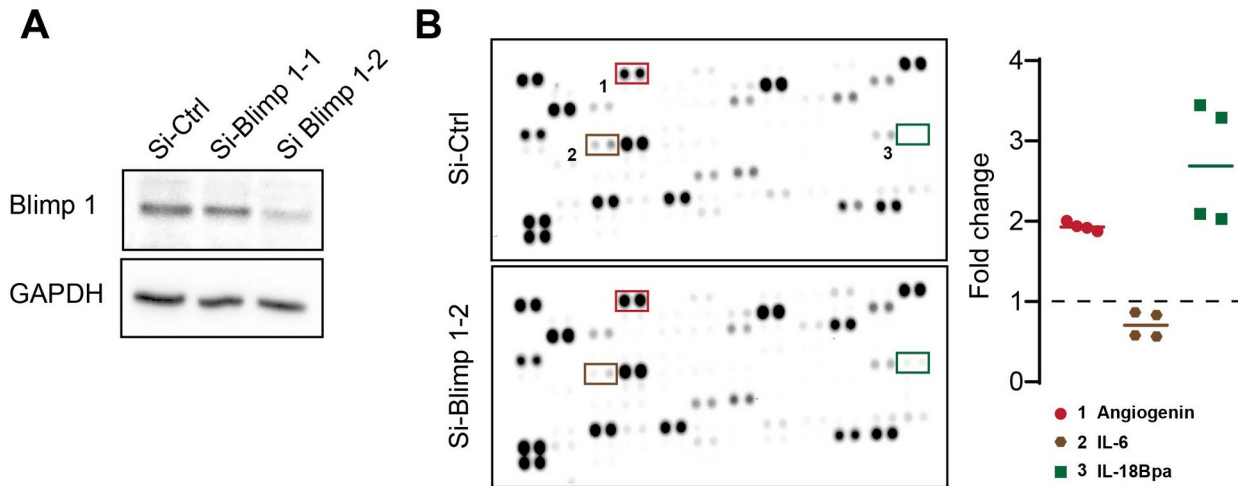 A
B
Si-Ctrl
Si-Blimp 1-1
Si Blimp 1-2
Blimp 1
GAPDH
Si-Ctrl
1
2
3
Si-Blimp 1-2
Fold change
4
3
2
1
0
1 Angiogenin
2 IL-6
3 IL-18Bpa